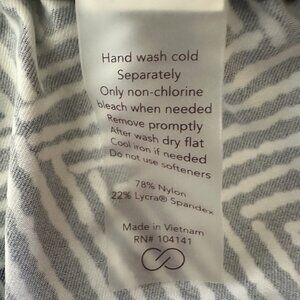 Hand wash cold
Separately
Only non-chlorine
bleach when needed
Remove promptly
After wash dry flat
Cool iron if needed
Do not use softeners
78% Nylon
22% Lycra® Spandex
Made in Vietnam
RN# 104141